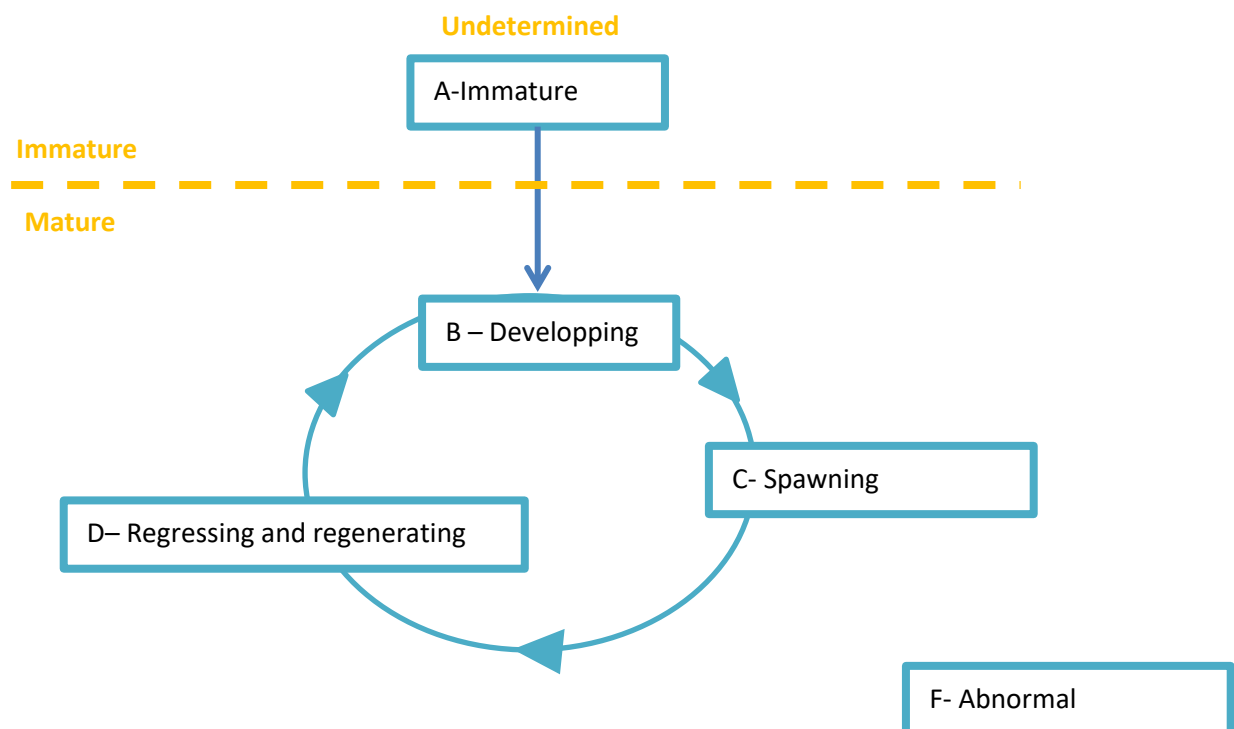 Undetermined
A-Immature
Immature
Mature
B – Developping
C- Spawning
D– Regressing and regenerating
F- Abnormal